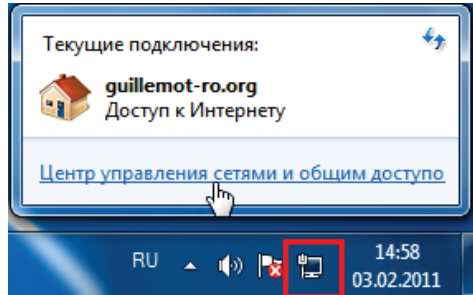 Текущие подключения:
guillemot-ro.org
Доступ к Интернету
Центр управления сетями и общим доступо
RU
14:58
03.02.2011